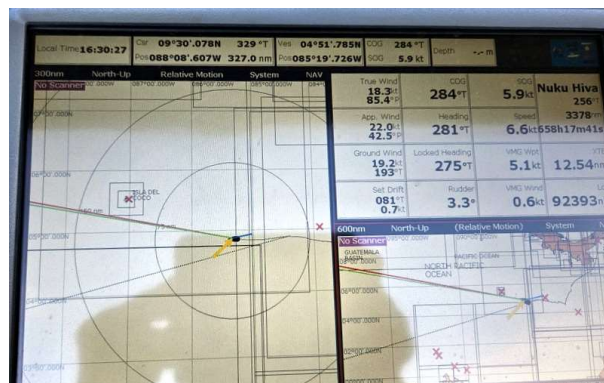 Local Time 16:30:27
Csr 09°30'.078N 329°T
Pos 088°08'.607W 327.0 nm
Ves 04°51'.785N
Pos 085°19'.726W
COG 284°T
SOG 5.9 kt
Depth -.- m
300nm North-Up Relative Motion System NAV
No Scanner
ISLA DEL
COCO
True Wind
18.3kt
85.4°P
COG
284°T
SOG
5.9kt
Nuku Hiva
256°T
3378nm
658h17m41s
App. Wind
22.0kt
42.5°P
Heading
281°T
Speed
6.6kt
Ground Wind
19.2kt
193°T
Locked Heading
275°T
VMG Wpt
5.1kt
12.54nm
Set Drift
081°T
0.7kt
Rudder
3.3°
VMG Wind
0.6kt
92393n
600nm North-Up (Relative Motion) System
No Scanner
GUATEMALA
BASIN
NORTH PACIFIC
OCEAN